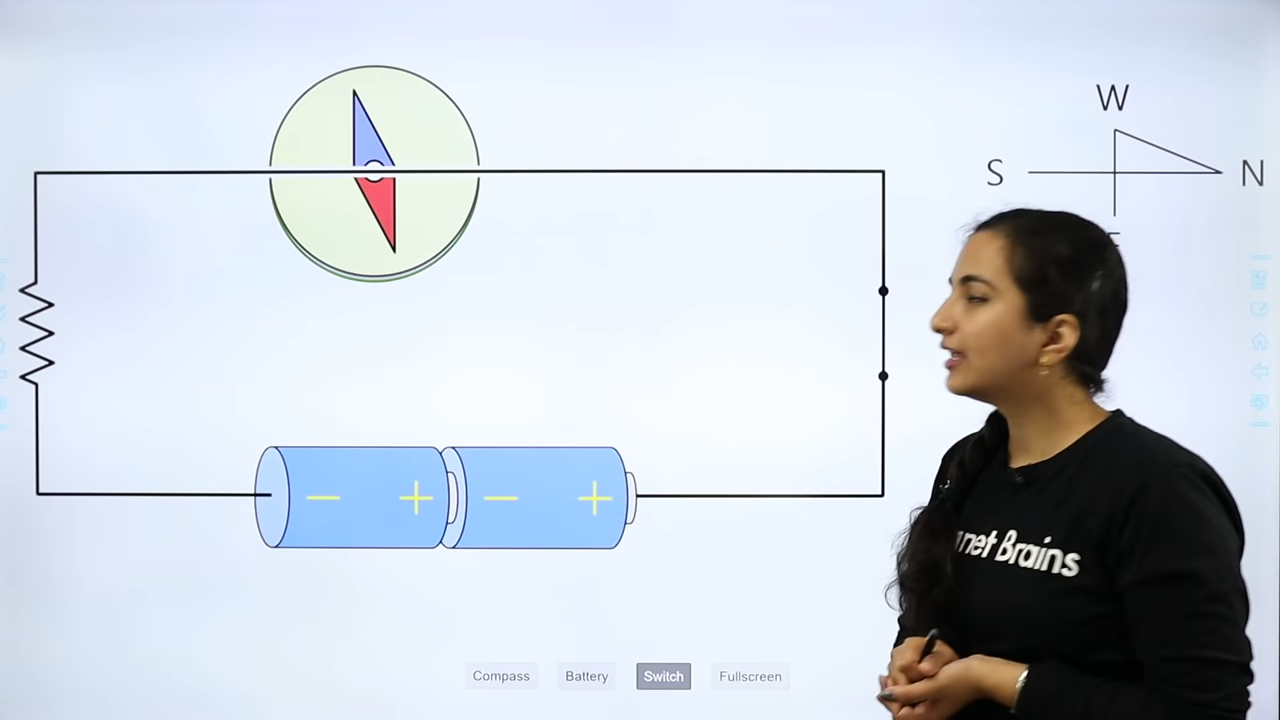 W
S N
− + − +
net Brains
Compass Battery Switch Fullscreen